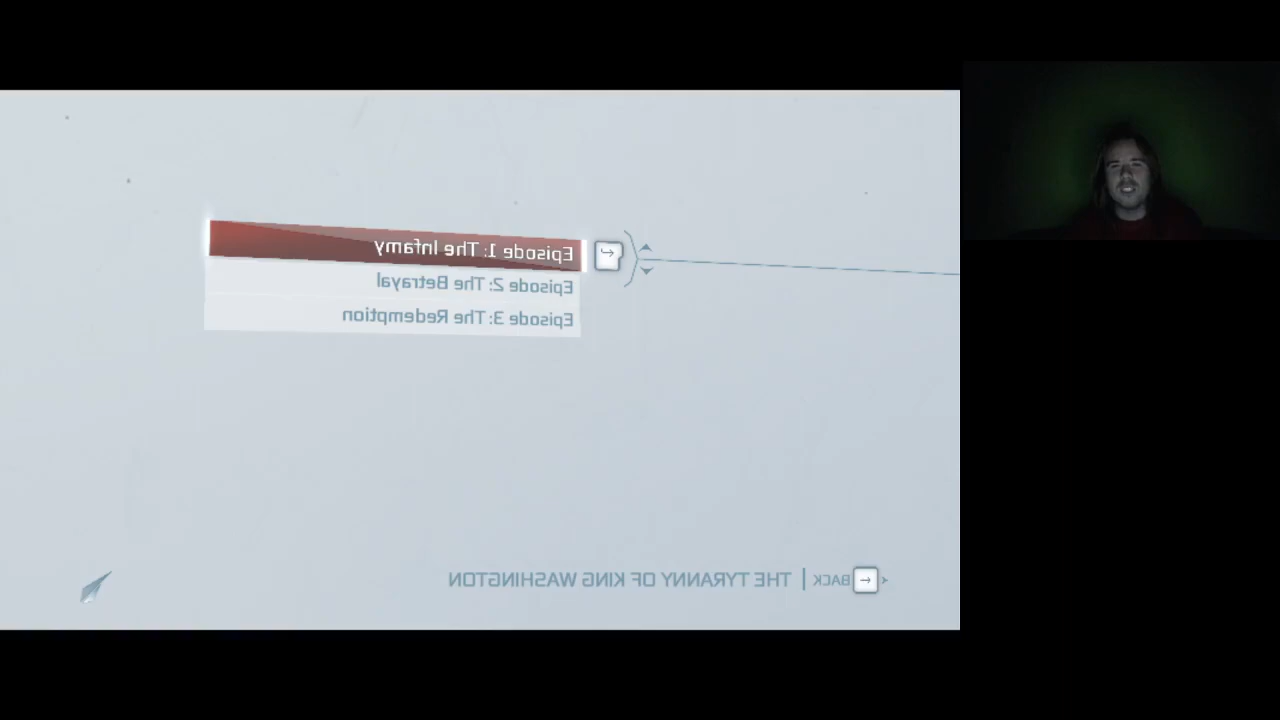 Episode 1: The Infamy
Episode 2: The Betrayal
Episode 3: The Redemption
BACK | THE TYRANNY OF KING WASHINGTON